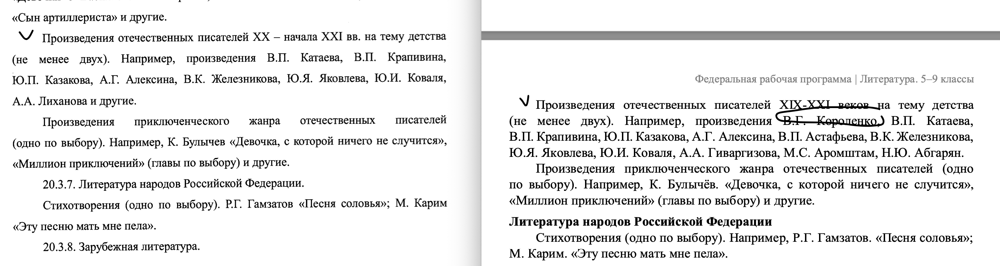 «Сын артиллериста» и другие.
Произведения отечественных писателей XX – начала XXI вв. на тему детства
(не менее двух). Например, произведения В.П. Катаева, В.П. Крапивина,
Ю.П. Казакова, А.Г. Алексина, В.К. Железникова, Ю.Я. Яковлева, Ю.И. Коваля,
А.А. Лиханова и другие.
Произведения приключенческого жанра отечественных писателей
(одно по выбору). Например, К. Булычев «Девочка, с которой ничего не случится»,
«Миллион приключений» (главы по выбору) и другие.
20.3.7. Литература народов Российской Федерации.
Стихотворения (одно по выбору). Р.Г. Гамзатов «Песня соловья»; М. Карим
«Эту песню мать мне пела».
20.3.8. Зарубежная литература.
Федеральная рабочая программа | Литература. 5–9 классы
Произведения отечественных писателей XIX-XXI веков на тему детства
(не менее двух). Например, произведения В.Г. Короленко, В.П. Катаева,
В.П. Крапивина, Ю.П. Казакова, А.Г. Алексина, В.П. Астафьева, В.К. Железникова,
Ю.Я. Яковлева, Ю.И. Коваля, А.А. Гиваргизова, М.С. Аромштам, Н.Ю. Абгарян.
Произведения приключенческого жанра отечественных писателей (одно
по выбору). Например, К. Булычёв. «Девочка, с которой ничего не случится»,
«Миллион приключений» (главы по выбору) и другие.
Литература народов Российской Федерации
Стихотворения (одно по выбору). Например, Р.Г. Гамзатов. «Песня соловья»;
М. Карим. «Эту песню мать мне пела».